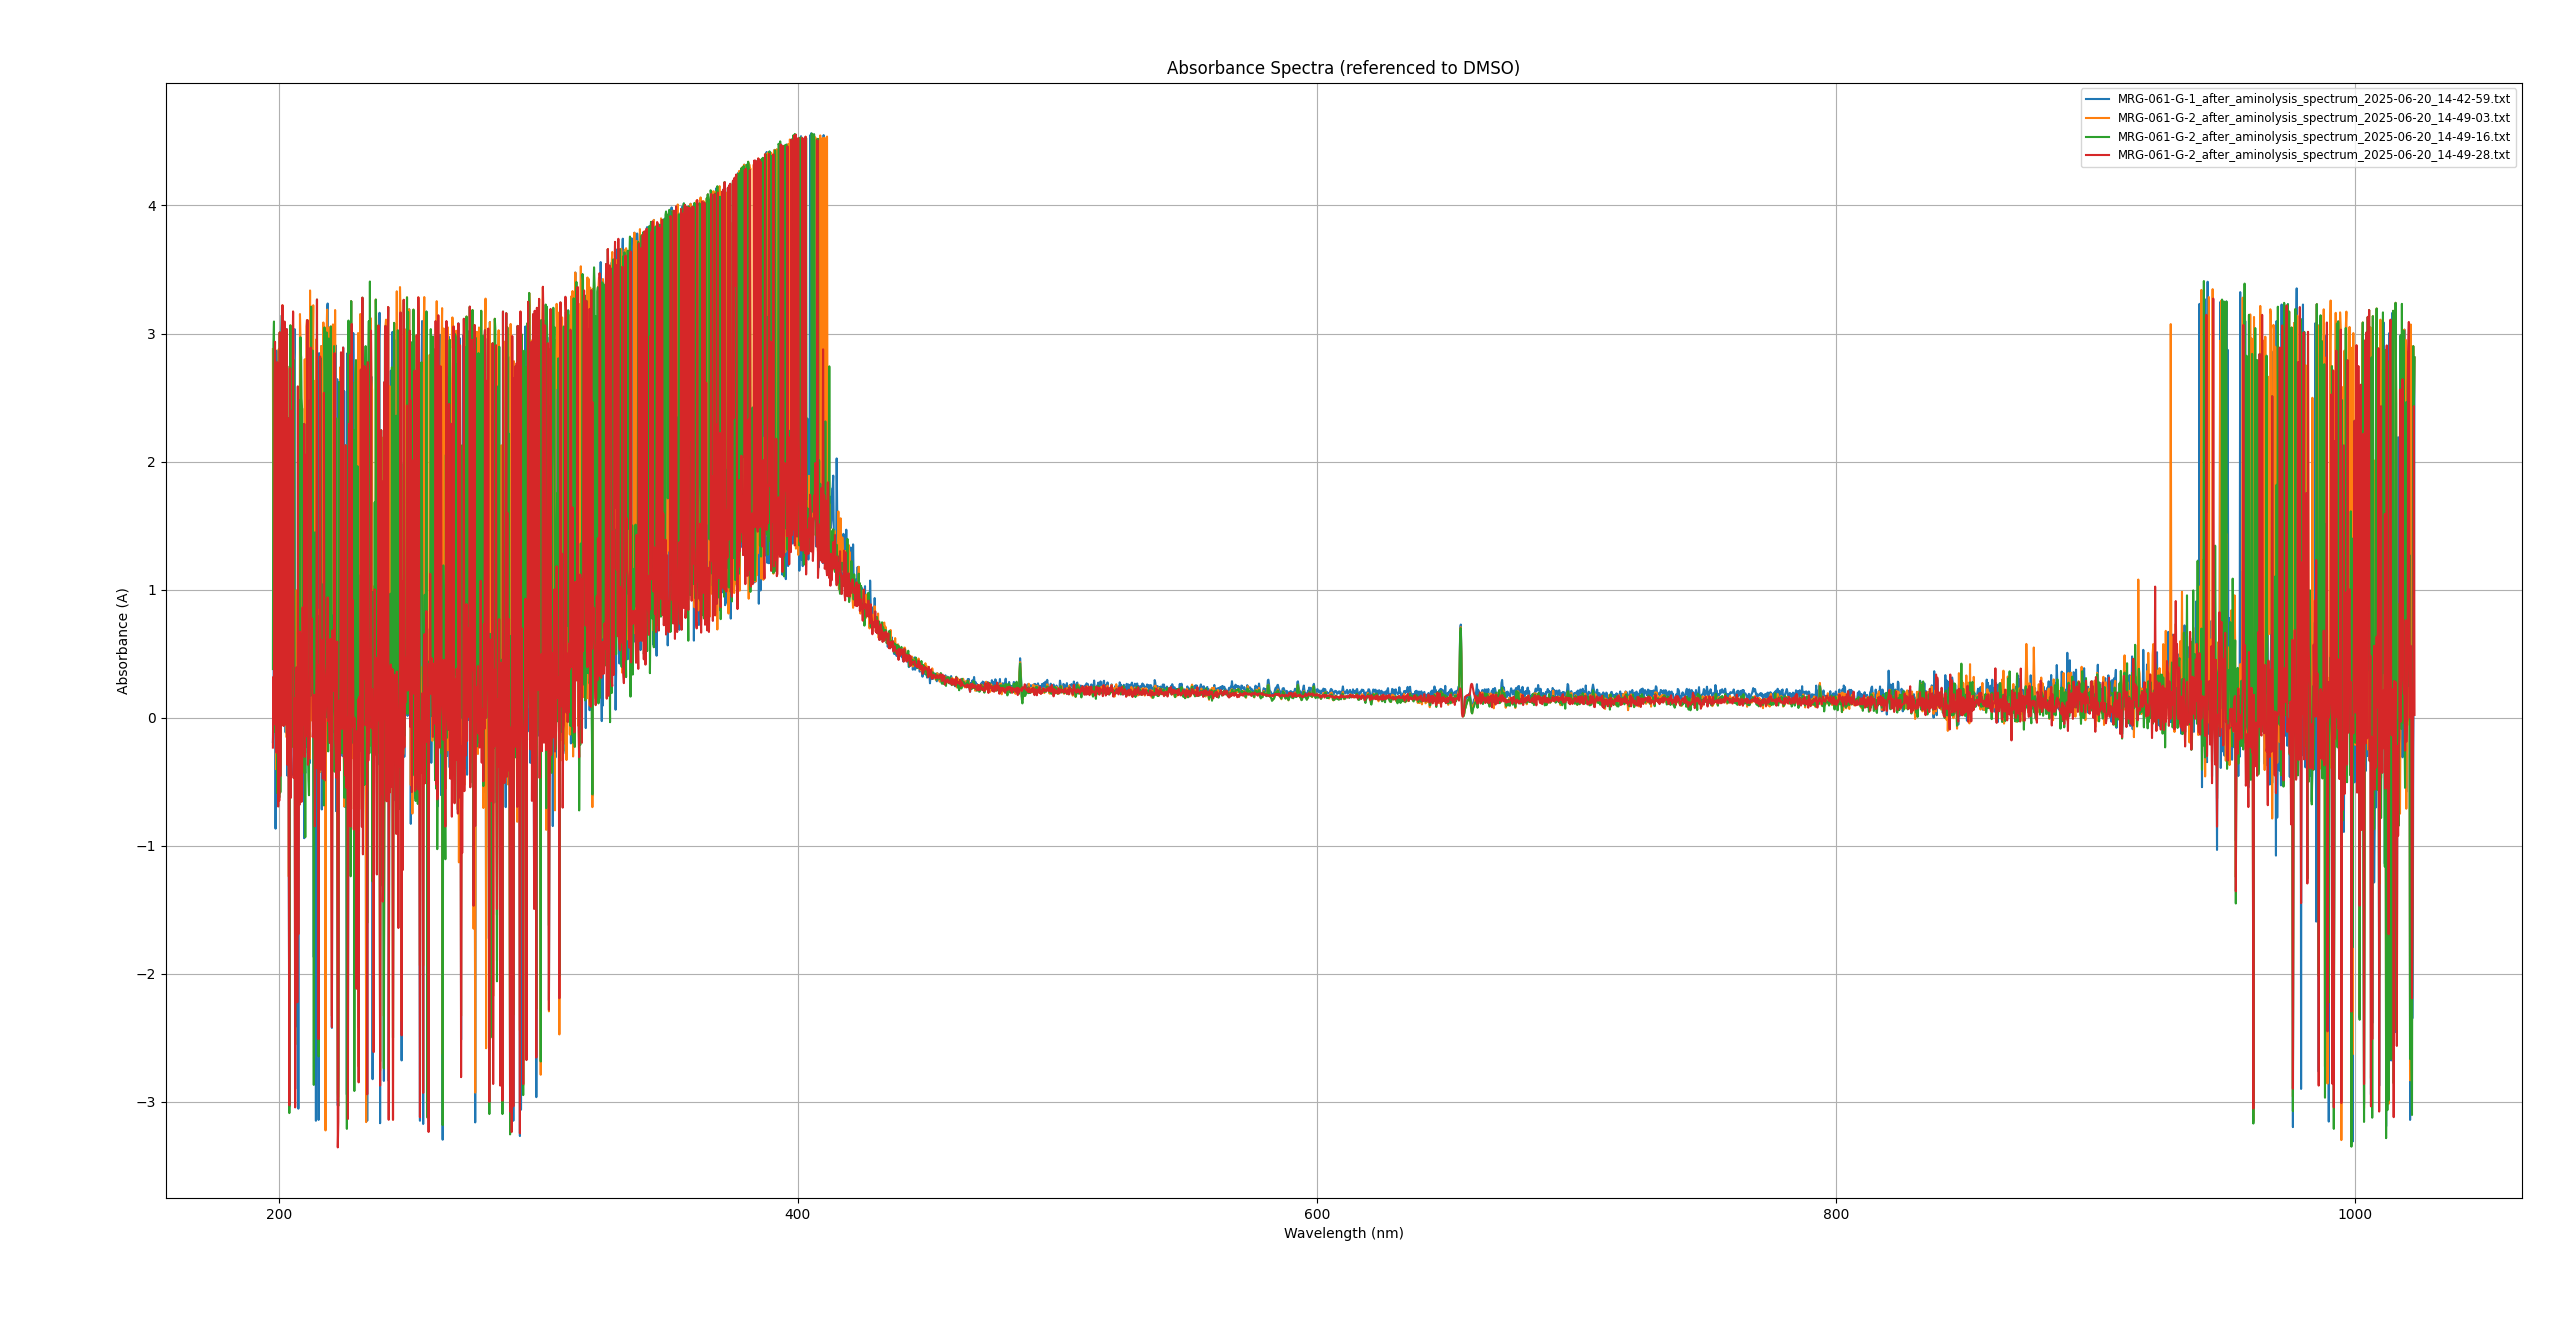 Absorbance Spectra (referenced to DMSO)
MRG-061-G-1_after_aminolysis_spectrum_2025-06-20_14-42-59.txt
MRG-061-G-2_after_aminolysis_spectrum_2025-06-20_14-49-03.txt
MRG-061-G-2_after_aminolysis_spectrum_2025-06-20_14-49-16.txt
MRG-061-G-2_after_aminolysis_spectrum_2025-06-20_14-49-28.txt
Absorbance (A)
4
3
2
1
0
−1
−2
−3
200 400 600 800 1000
Wavelength (nm)